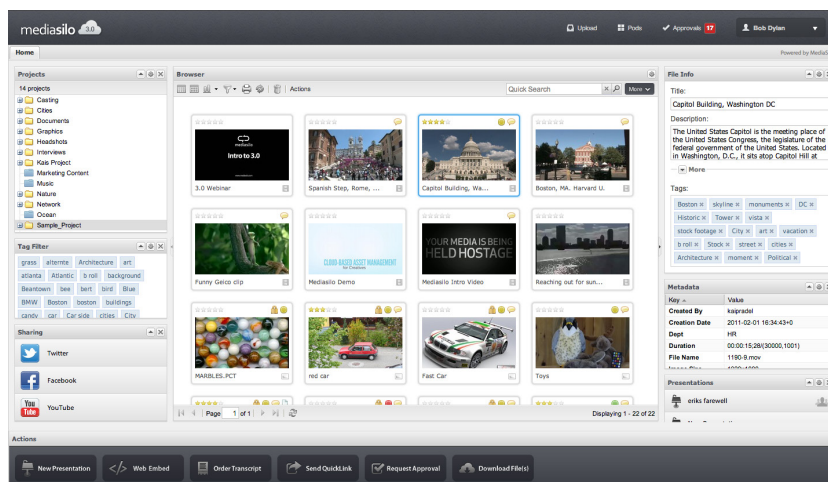 mediasilo 3.0
Upload
Pods
Approvals 17
Bob Dylan
Home
Powered by Media
Projects
14 projects
Casting
Cities
Documents
Graphics
Headshots
Interviews
Kais Project
Marketing Content
Music
Nature
Network
Ocean
Sample_Project
Tag Filter
grass alternte Architecture art
atlanta Atlantic b roll background
Beantown bee bert bird Blue
BMW Boston boston buildings
candy car Car side cities City
Sharing
Twitter
Facebook
You Tube YouTube
Browser
Actions
Quick Search
More
mediasilo
Intro to 3.0
3.0 Webinar
Spanish Step, Rome, ...
Capitol Building, Wa...
Boston, MA. Harvard U.
CLOUD-BASED ASSET MANAGEMENT
for Creatives
YOUR MEDIA IS BEING
HELD HOSTAGE
Funny Geico clip
Mediasilo Demo
Mediasilo Intro Video
Reaching out for sun...
MARBLES.PCT
red car
Fast Car
Toys
Page 1 of 1
Displaying 1 - 22 of 22
File Info
Title:
Capitol Building, Washington DC
Description:
The United States Capitol is the meeting place of
the United States Congress, the legislature of the
federal government of the United States. Located
in Washington, D.C., it sits atop Capitol Hill at
More
Tags:
Boston x skyline x monuments x DC x
Historic x Tower x vista x
stock footage x City x art x vacation x
b roll x Stock x street x cities x
Architecture x moment x Political x
Metadata
Key Value
Created By kaipradel
Creation Date 2011-02-01 16:34:43+0
Dept HR
Duration 00:00:15;28/(30000,1001)
File Name 1190-9.mov
Presentations
eriks farewell
Actions
New Presentation
Web Embed
Order Transcript
Send QuickLink
Request Approval
Download File(s)